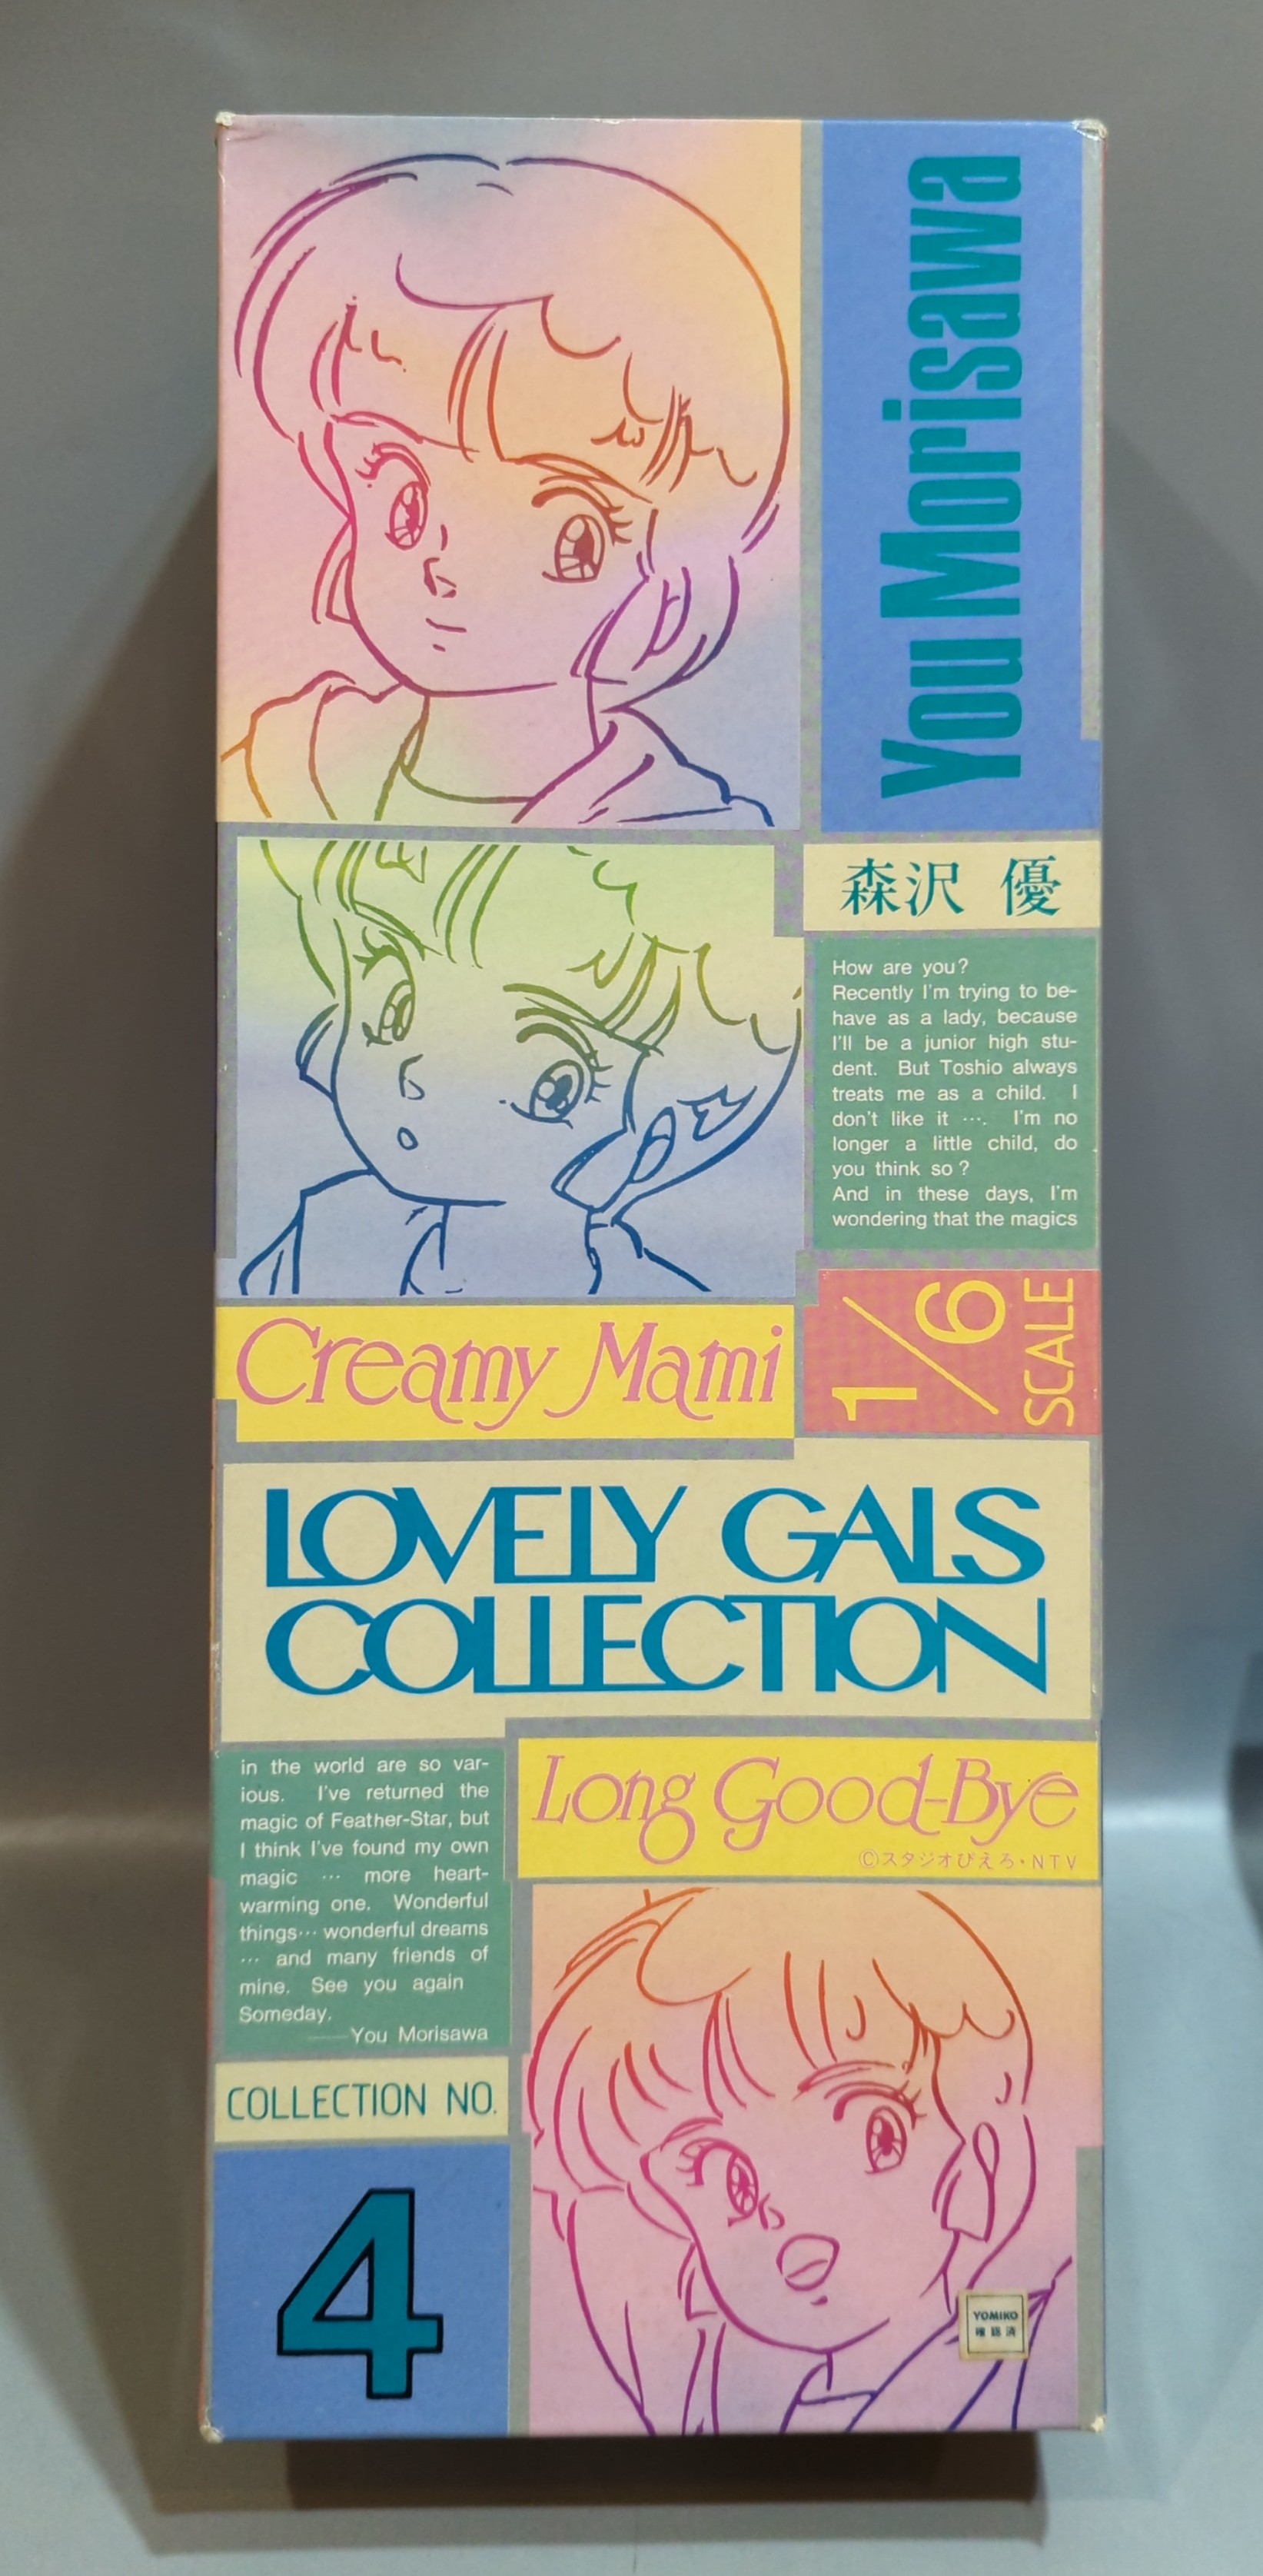 You Morisawa
森沢 優
How are you?
Recently I'm trying to be-
have as a lady, because
I'll be a junior high stu-
dent. But Toshio always
treats me as a child. I
don't like it ···. I'm no
longer a little child, do
you think so?
And in these days, I'm
wondering that the magics
Creamy Mami
1/6
SCALE
LOVELY GALS
COLLECTION
in the world are so var-
ious. I've returned the
magic of Feather-Star, but
I think I've found my own
magic ··· more heart-
warming one. Wonderful
things··· wonderful dreams
··· and many friends of
mine. See you again
Someday.
——You Morisawa
Long Good-Bye
©スタジオぴえろ・NTV
COLLECTION NO.
4
YOMIKO
確認済